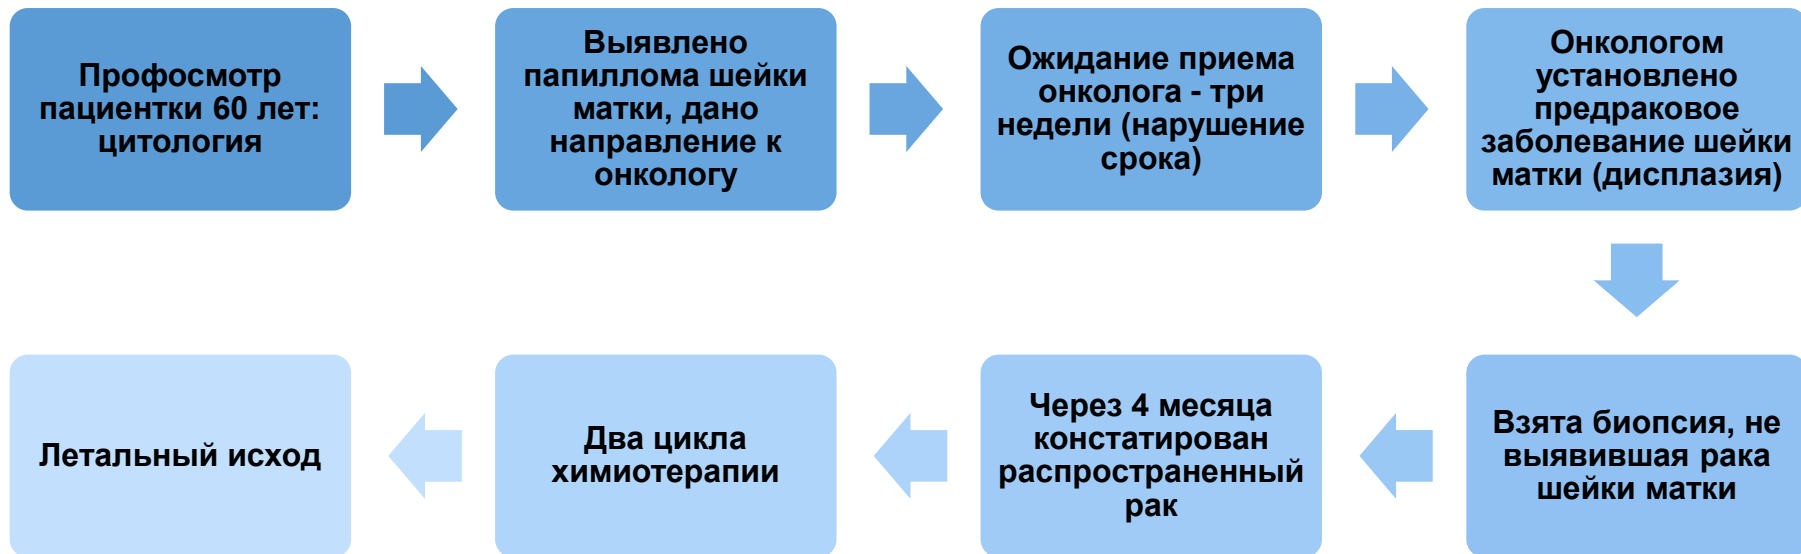 Профосмотр
пациентки 60 лет:
цитология
Выявлено
папиллома шейки
матки, дано
направление к
онкологу
Ожидание приема
онколога - три
недели (нарушение
срока)
Онкологом
установлено
предраковое
заболевание шейки
матки (дисплазия)
Взята биопсия, не
выявившая рака
шейки матки
Через 4 месяца
констатирован
распространенный
рак
Два цикла
химиотерапии
Летальный исход